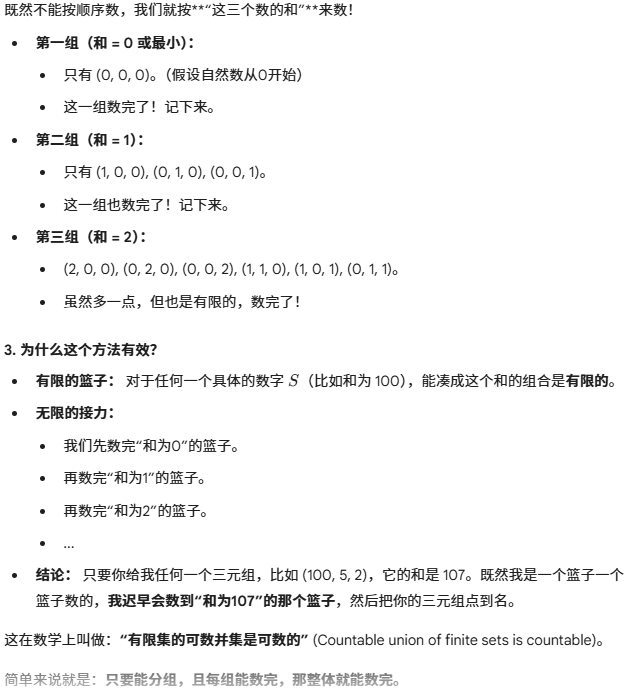 既然不能按顺序数，我们就按**“这三个数的和”**来数！
• 第一组（和 = 0 或最小）：
• 只有 (0, 0, 0)。（假设自然数从0开始）
• 这一组数完了！记下来。
• 第二组（和 = 1）：
• 只有 (1, 0, 0), (0, 1, 0), (0, 0, 1)。
• 这一组也数完了！记下来。
• 第三组（和 = 2）：
• (2, 0, 0), (0, 2, 0), (0, 0, 2), (1, 1, 0), (1, 0, 1), (0, 1, 1)。
• 虽然多一点，但也是有限的，数完了！
3. 为什么这个方法有效？
• 有限的篮子： 对于任何一个具体的数字 S（比如和为 100），能凑成这个和的组合是有限的。
• 无限的接力：
• 我们先数完“和为0”的篮子。
• 再数完“和为1”的篮子。
• 再数完“和为2”的篮子。
• ...
• 结论： 只要你给我任何一个三元组，比如 (100, 5, 2)，它的和是 107。既然我是一个篮子一个
篮子数的，我迟早会数到“和为107”的那个篮子，然后把你的三元组点到名。
这在数学上叫做：“有限集的可数并集是可数的” (Countable union of finite sets is countable)。
简单来说就是：只要能分组，且每组能数完，那整体就能数完。